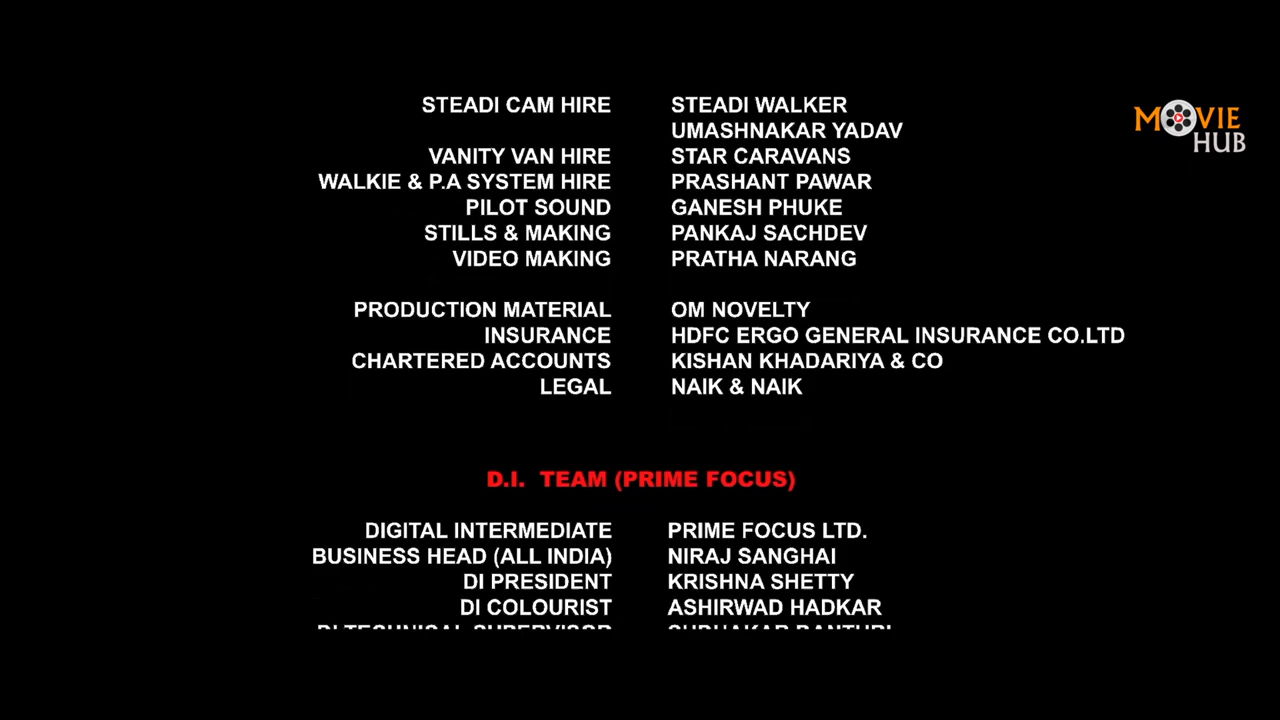 STEADI CAM HIRE STEADI WALKER
UMASHNAKAR YADAV
VANITY VAN HIRE STAR CARAVANS
WALKIE & P.A SYSTEM HIRE PRASHANT PAWAR
PILOT SOUND GANESH PHUKE
STILLS & MAKING PANKAJ SACHDEV
VIDEO MAKING PRATHA NARANG
PRODUCTION MATERIAL OM NOVELTY
INSURANCE HDFC ERGO GENERAL INSURANCE CO.LTD
CHARTERED ACCOUNTS KISHAN KHADARIYA & CO
LEGAL NAIK & NAIK
D.I. TEAM (PRIME FOCUS)
DIGITAL INTERMEDIATE PRIME FOCUS LTD.
BUSINESS HEAD (ALL INDIA) NIRAJ SANGHAI
DI PRESIDENT KRISHNA SHETTY
DI COLOURIST ASHIRWAD HADKAR
DI TECHNICAL SUPERVISOR
MOVIE
HUB